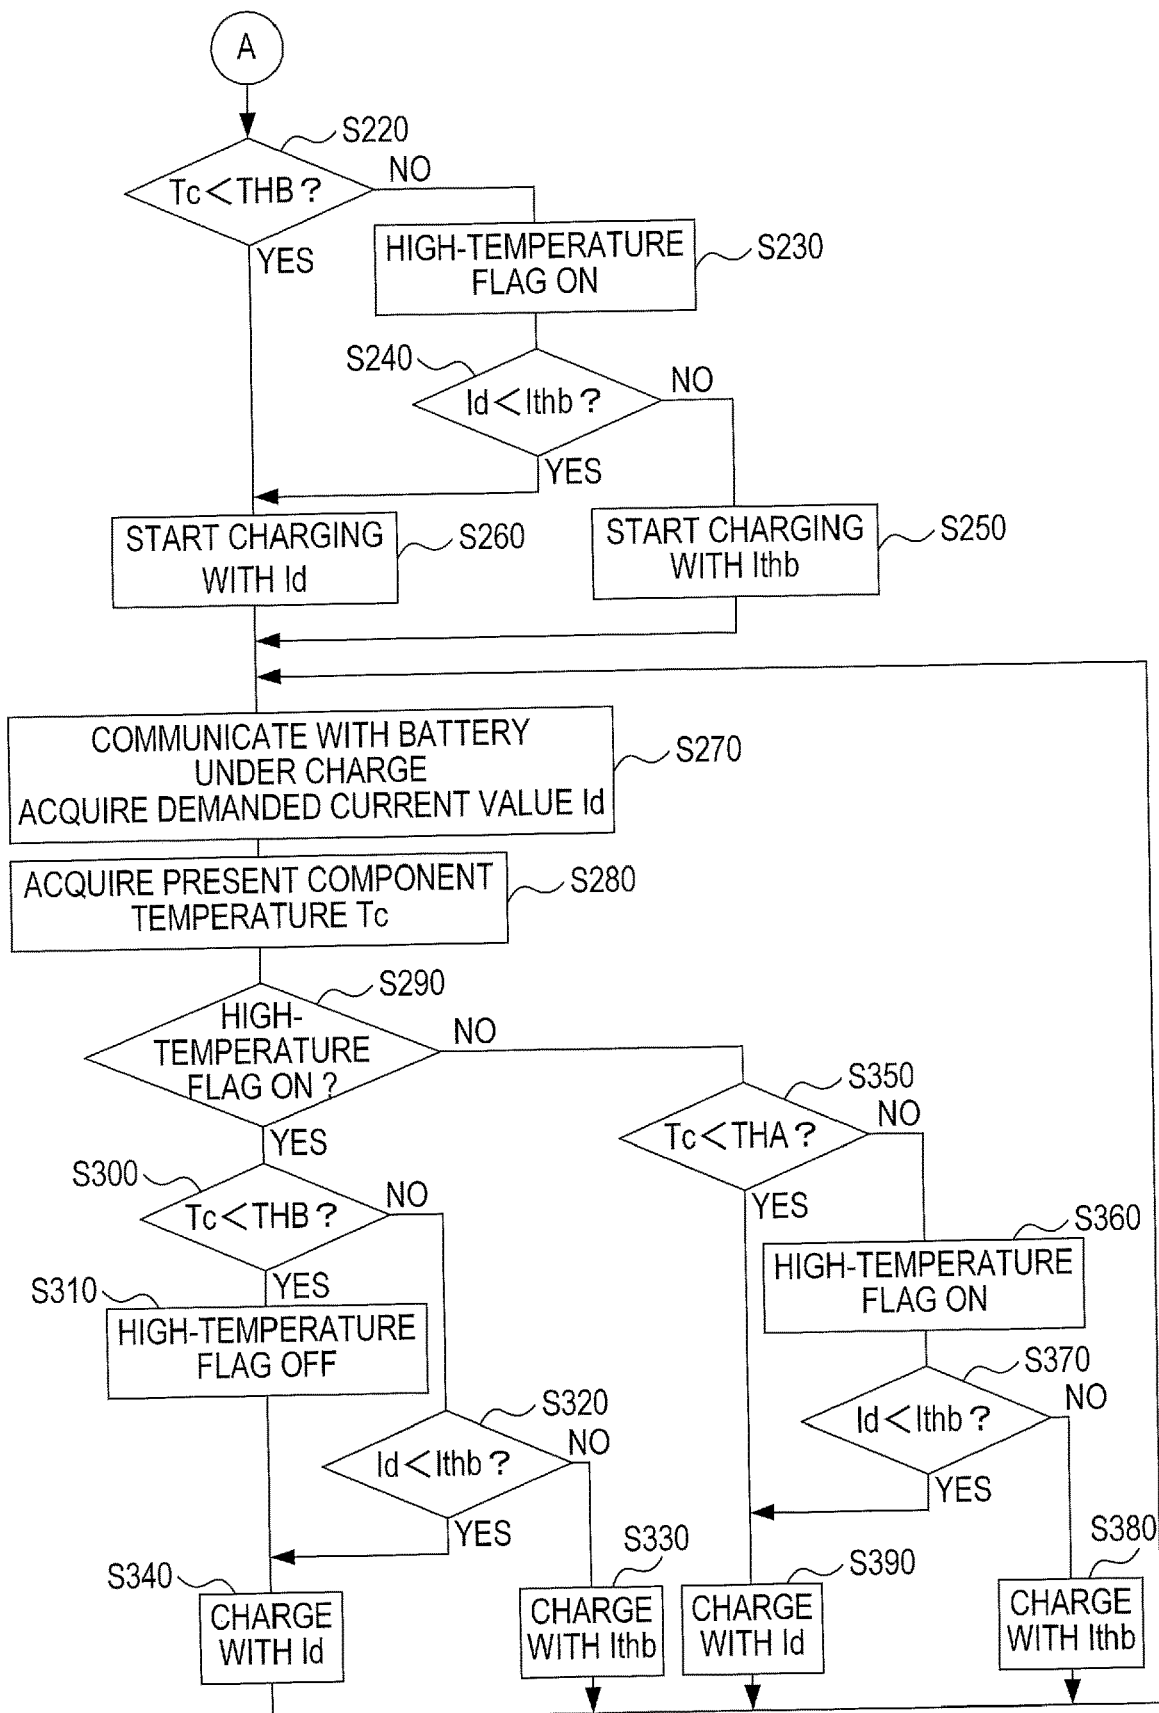 A
S220
Tc<THB?
NO
YES
HIGH-TEMPERATURE
FLAG ON
S230
S240
Id<Ithb?
NO
YES
START CHARGING
WITH Id
S260
START CHARGING
WITH Ithb
S250
COMMUNICATE WITH BATTERY
UNDER CHARGE
ACQUIRE DEMANDED CURRENT VALUE Id
S270
ACQUIRE PRESENT COMPONENT
TEMPERATURE Tc
S280
S290
HIGH-
TEMPERATURE
FLAG ON?
NO
YES
S350
Tc<THA?
NO
YES
S300
Tc<THB?
NO
YES
S360
HIGH-TEMPERATURE
FLAG ON
S310
HIGH-TEMPERATURE
FLAG OFF
S370
Id<Ithb?
NO
YES
S320
Id<Ithb?
NO
YES
S340
CHARGE
WITH Id
S330
CHARGE
WITH Ithb
S390
CHARGE
WITH Id
S380
CHARGE
WITH Ithb